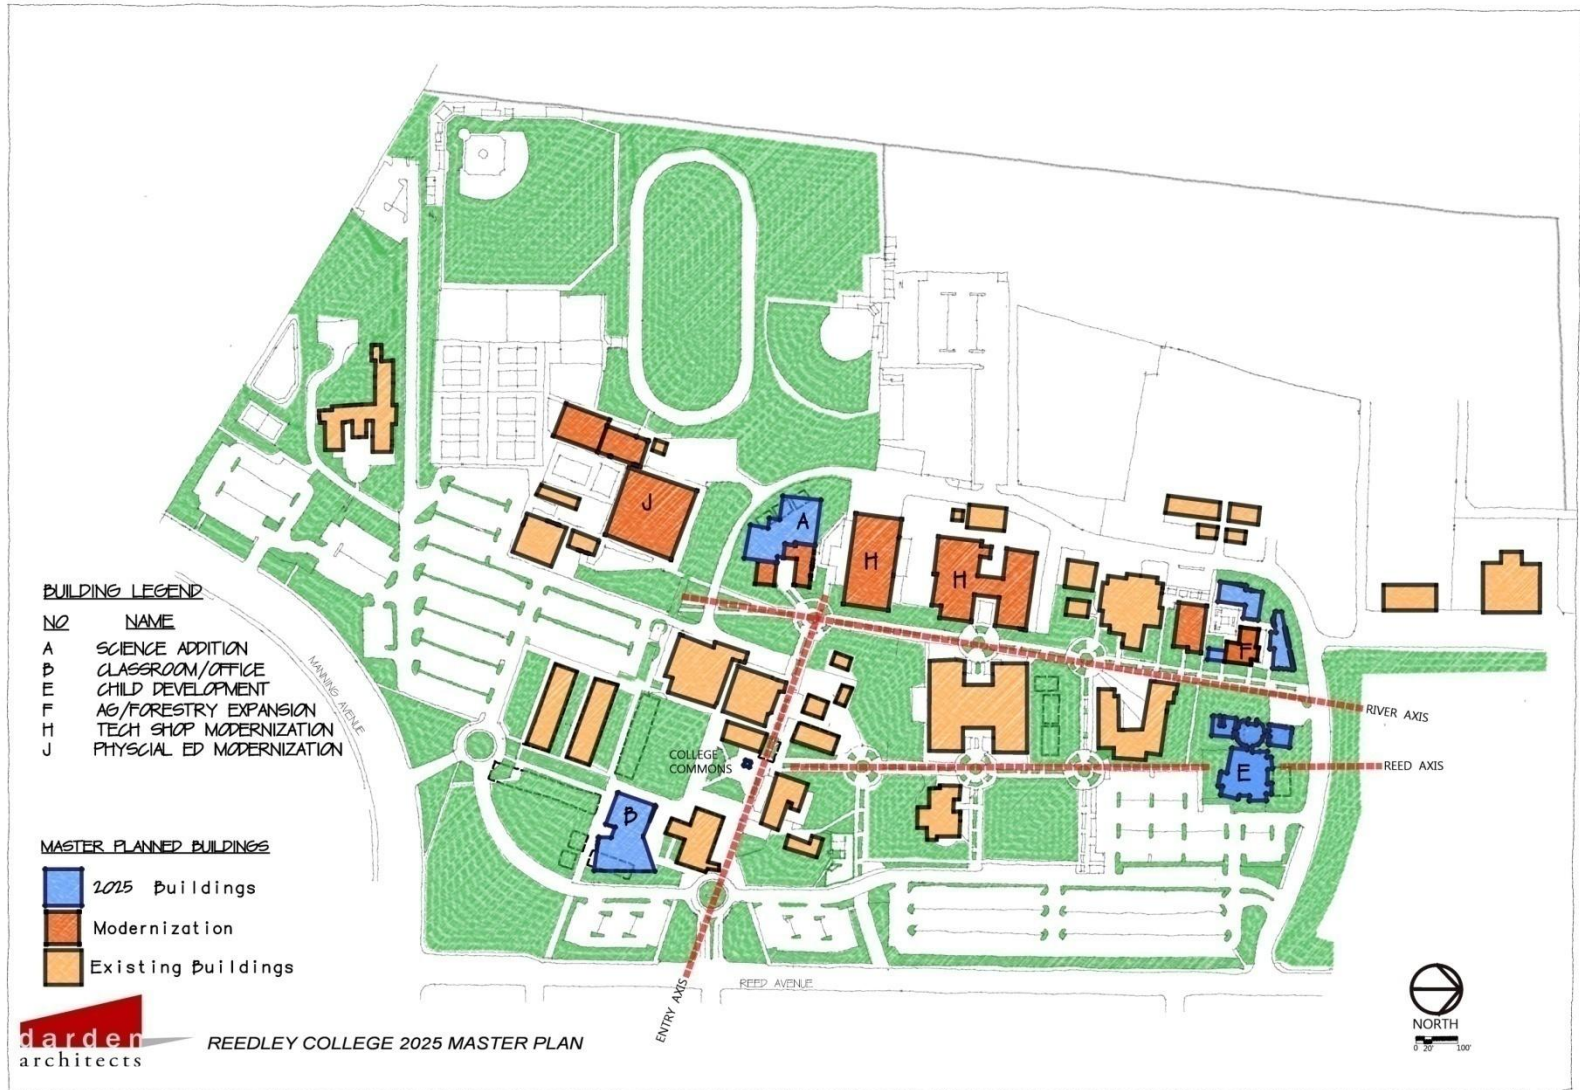 BUILDING LEGEND
NO NAME
A SCIENCE ADDITION
B CLASSROOM/OFFICE
E CHILD DEVELOPMENT
F AG/FORESTRY EXPANSION
H TECH SHOP MODERNIZATION
J PHYSCIAL ED MODERNIZATION
MASTER PLANNED BUILDINGS
2025 Buildings
Modernization
Existing Buildings
darden
architects
REEDLEY COLLEGE 2025 MASTER PLAN
MANNING AVENUE
J
A
H
H
F
RIVER AXIS
COLLEGE
COMMONS
REED AXIS
E
B
ENTRY AXIS
REED AVENUE
NORTH
0 20' 100'